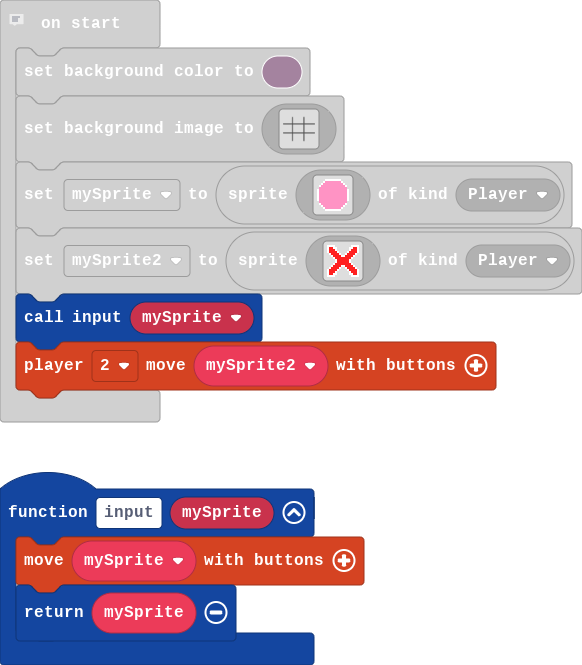 on start
set background color to
set background image to
set mySprite to sprite of kind Player
set mySprite2 to sprite of kind Player
call input mySprite
player 2 move mySprite2 with buttons
function input mySprite
move mySprite with buttons
return mySprite